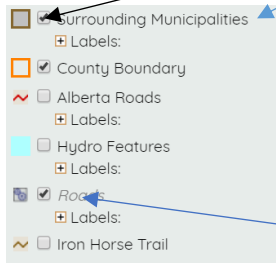 Surrounding Municipalities
Labels:
County Boundary
Alberta Roads
Labels:
Hydro Features
Labels:
Roads
Labels:
Iron Horse Trail